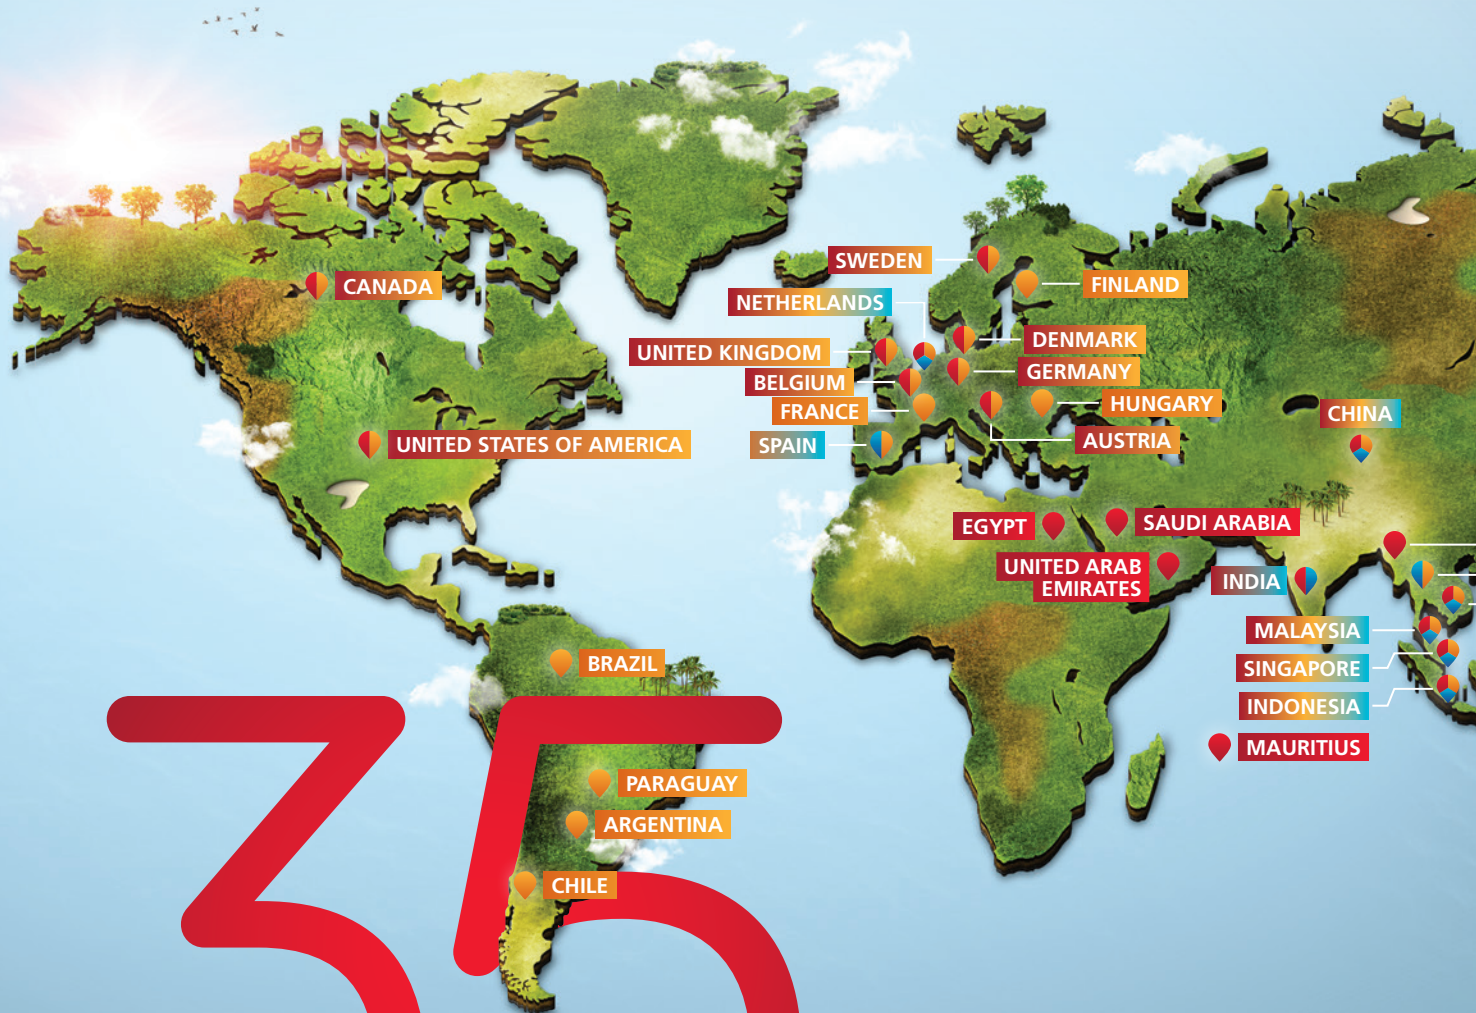 SWEDEN
CANADA
FINLAND
NETHERLANDS
DENMARK
UNITED KINGDOM
GERMANY
BELGIUM
HUNGARY
FRANCE
CHINA
AUSTRIA
UNITED STATES OF AMERICA
SPAIN
EGYPT
SAUDI ARABIA
UNITED ARAB
EMIRATES
INDIA
MALAYSIA
BRAZIL
SINGAPORE
INDONESIA
MAURITIUS
35
PARAGUAY
ARGENTINA
CHILE